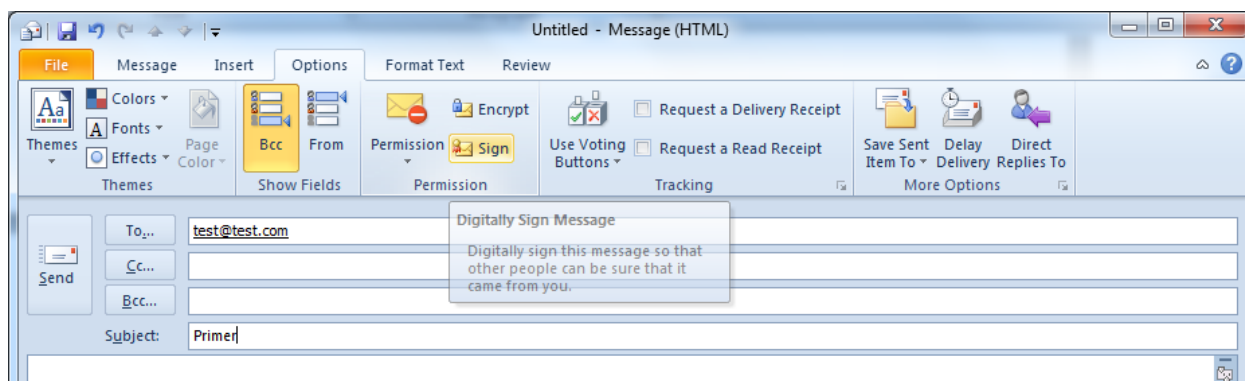 Untitled - Message (HTML)
File Message Insert Options Format Text Review
Aa
Themes
Colors
A Fonts
Effects
Page Color
Themes
Bcc
From
Show Fields
Permission
Encrypt
Sign
Permission
Use Voting Buttons
Request a Delivery Receipt
Request a Read Receipt
Tracking
Save Sent Item To
Delay Delivery
Direct Replies To
More Options
Digitally Sign Message
Digitally sign this message so that
other people can be sure that it
came from you.
Send
To... test@test.com
Cc...
Bcc...
Subject: Primer